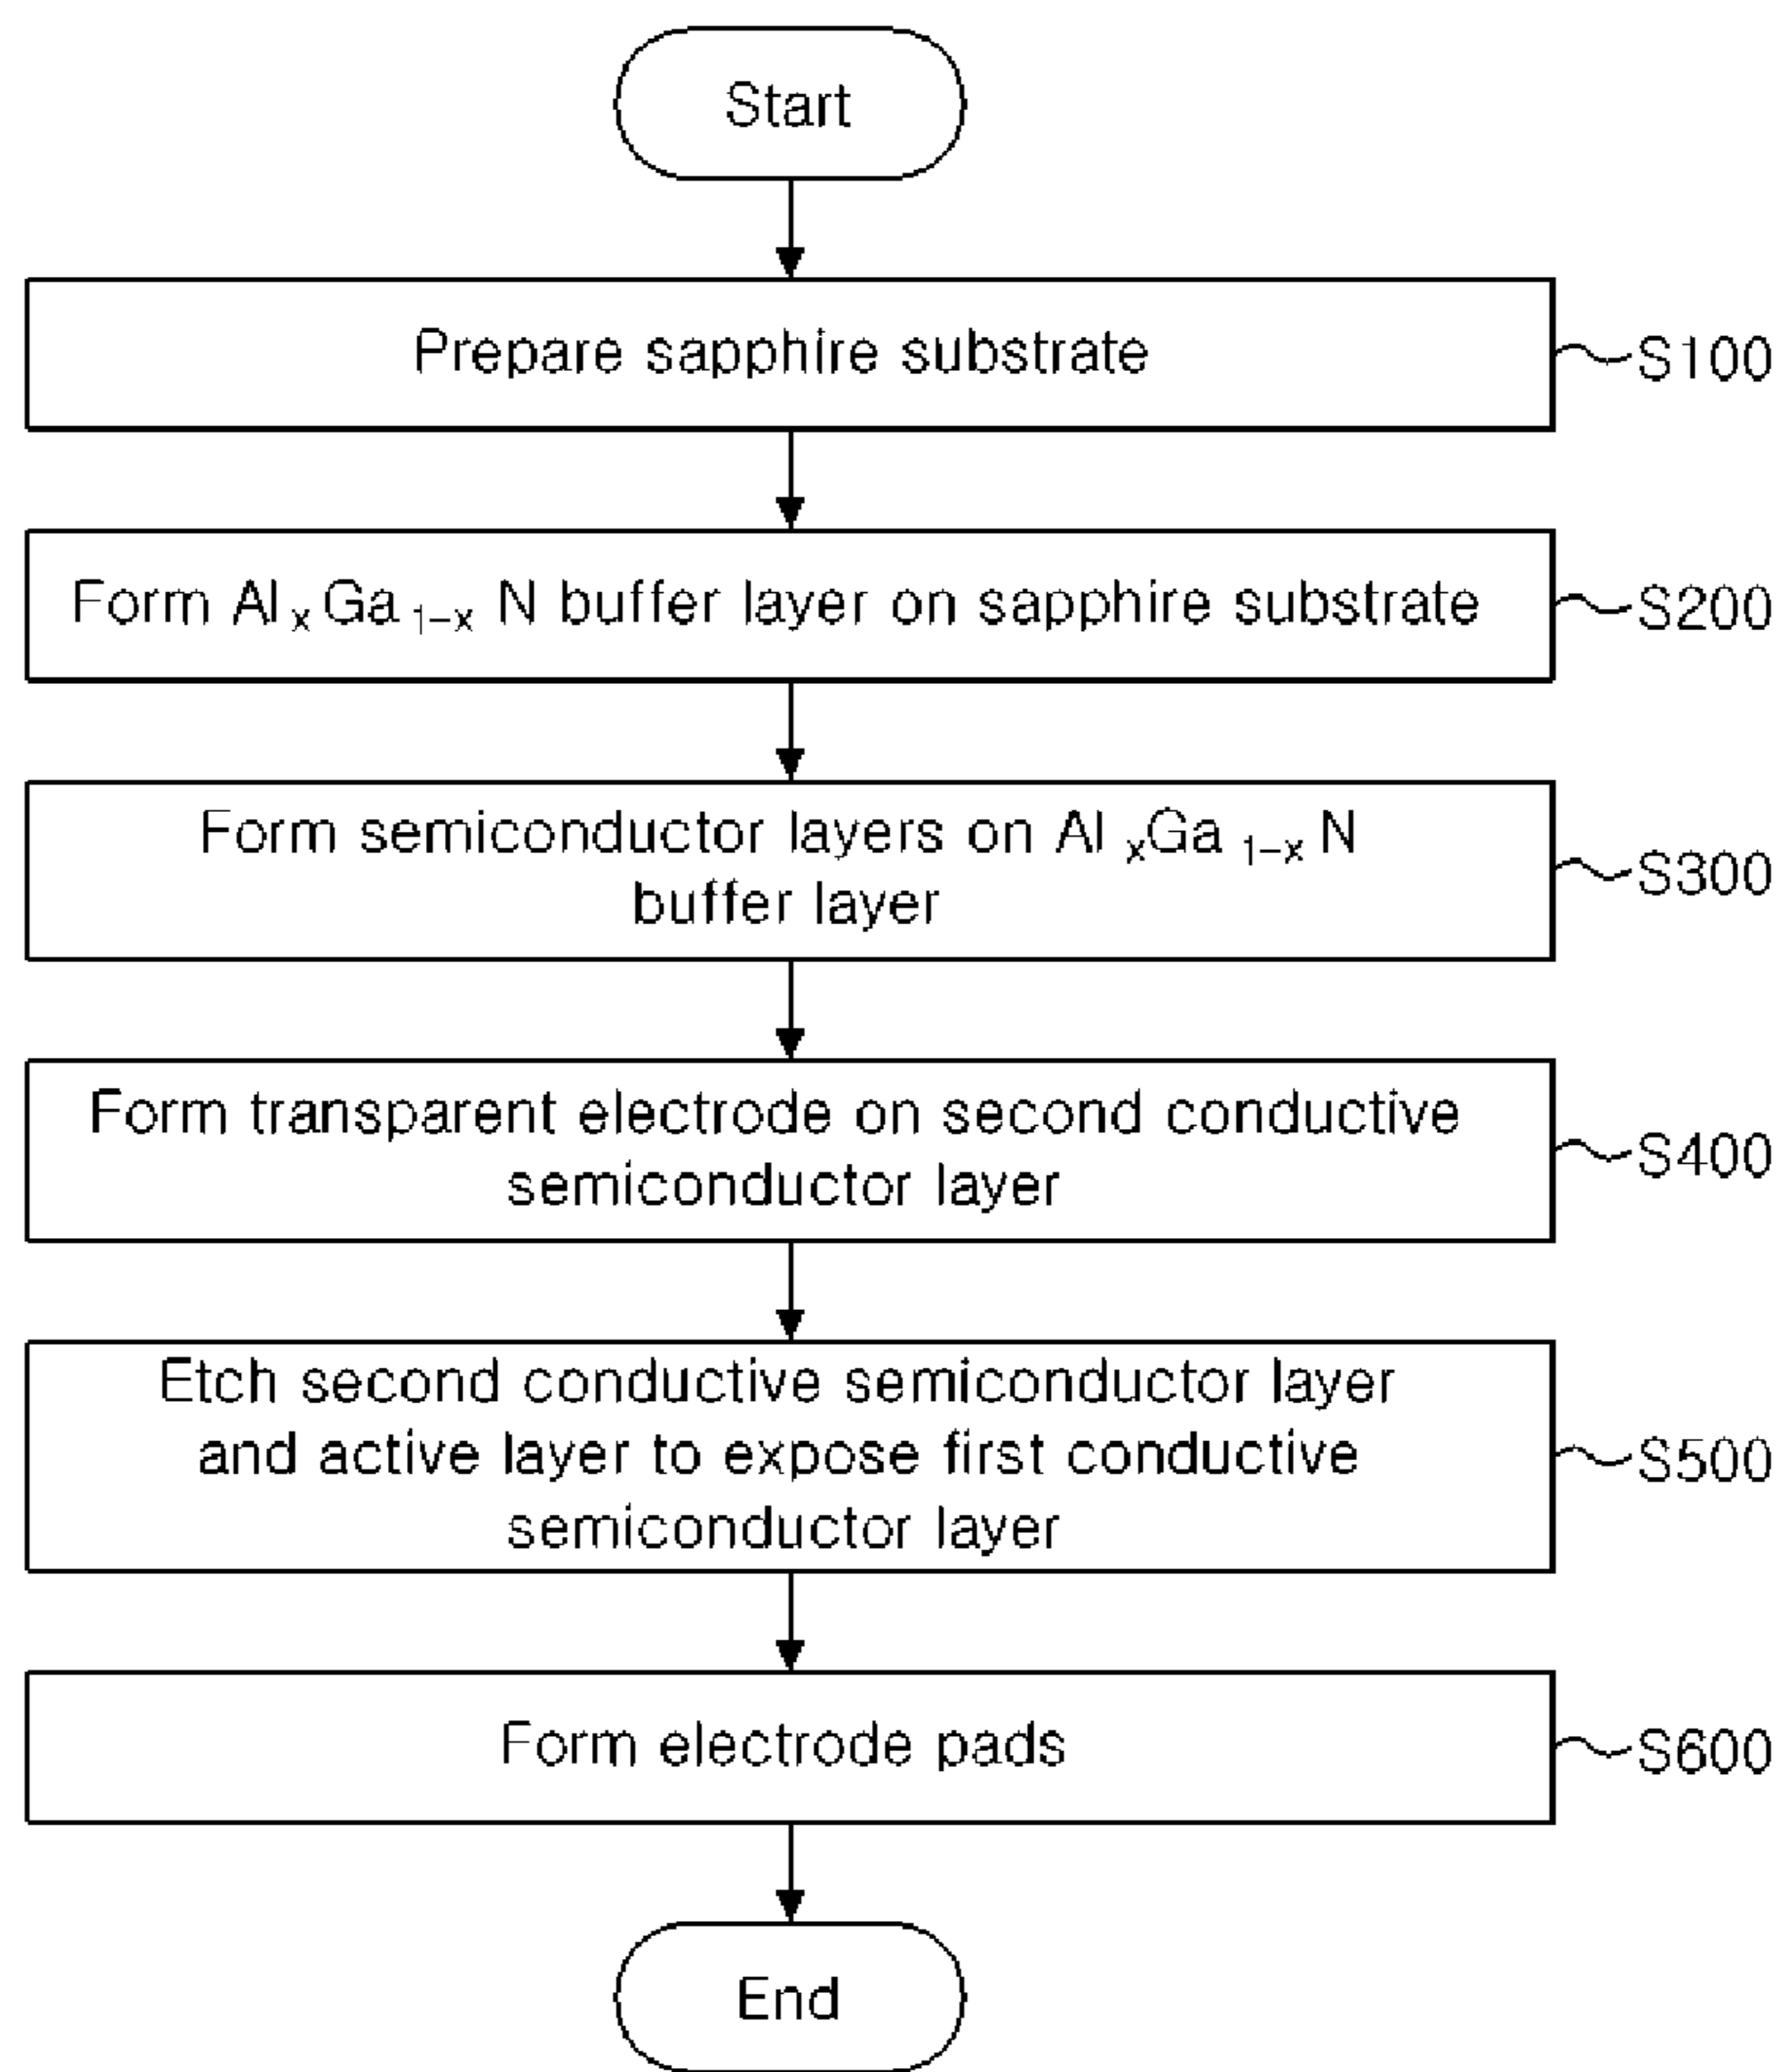 Start
Prepare sapphire substrate
S100
Form AlxGa1-x N buffer layer on sapphire substrate
S200
Form semiconductor layers on AlxGa1-x N
buffer layer
S300
Form transparent electrode on second conductive
semiconductor layer
S400
Etch second conductive semiconductor layer
and active layer to expose first conductive
semiconductor layer
S500
Form electrode pads
S600
End